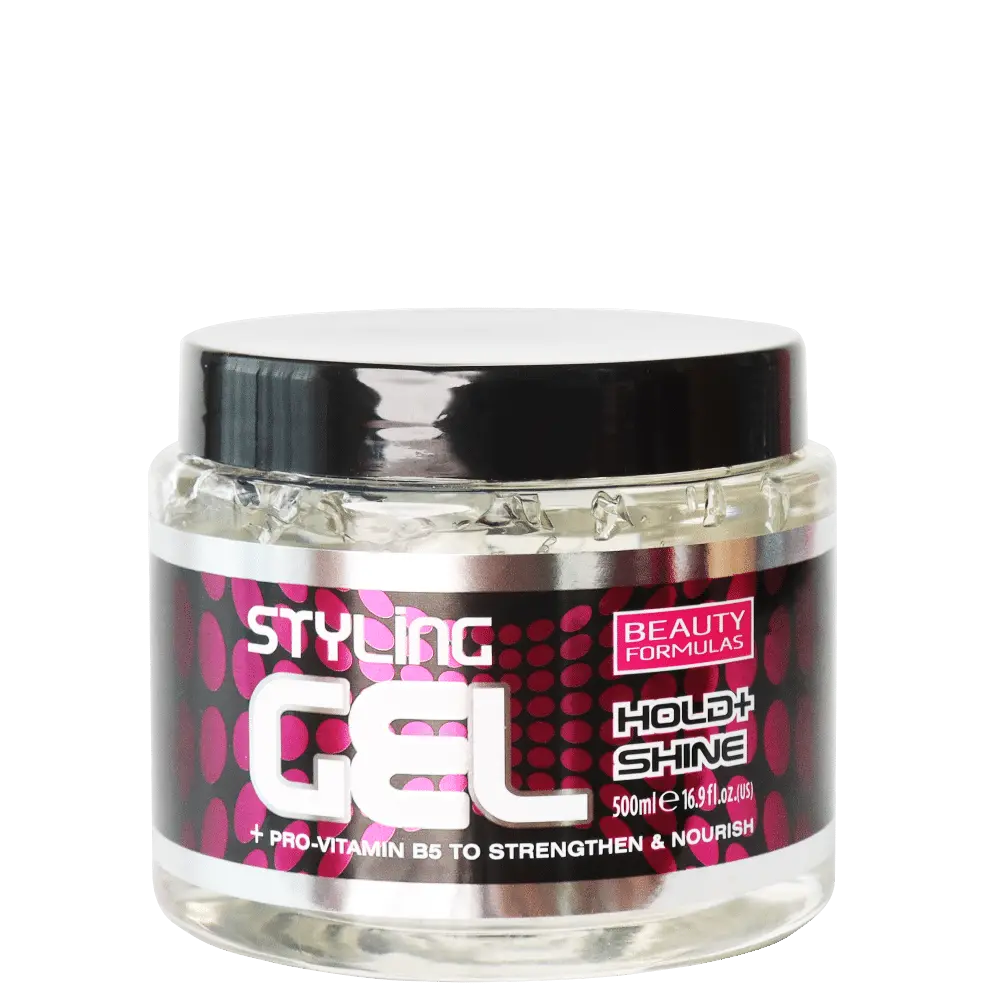 STYLiNG
GEL
+ PRO-VITAMIN B5 TO STRENGTHEN & NOURISH
BEAUTY
FORMULAS
HOLD+
SHINE
500ml ℮ 16.9 fl.oz.(US)